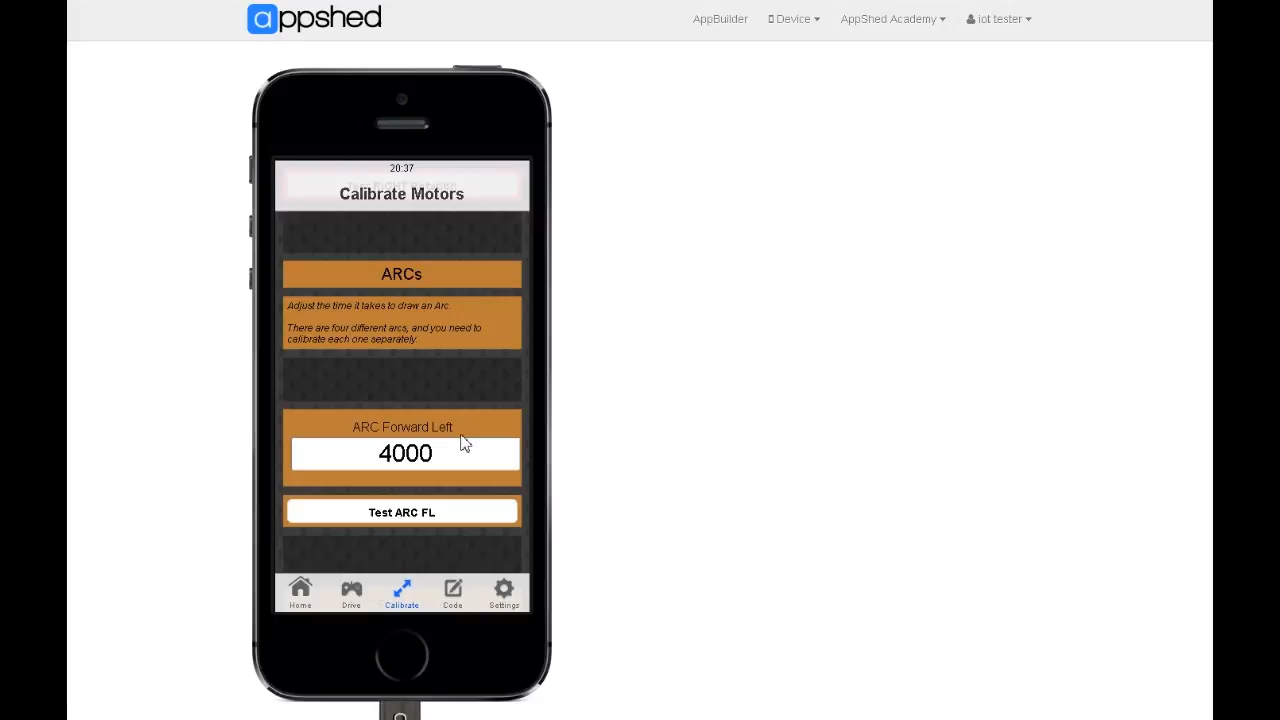 appshed
AppBuilder
Device
AppShed Academy
iot tester
20:37
Calibrate Motors
ARCs
Adjust the time it takes to draw an Arc.
There are four different arcs, and you need to
calibrate each one separately.
ARC Forward Left
4000
Test ARC FL
Home
Drive
Calibrate
Code
Settings